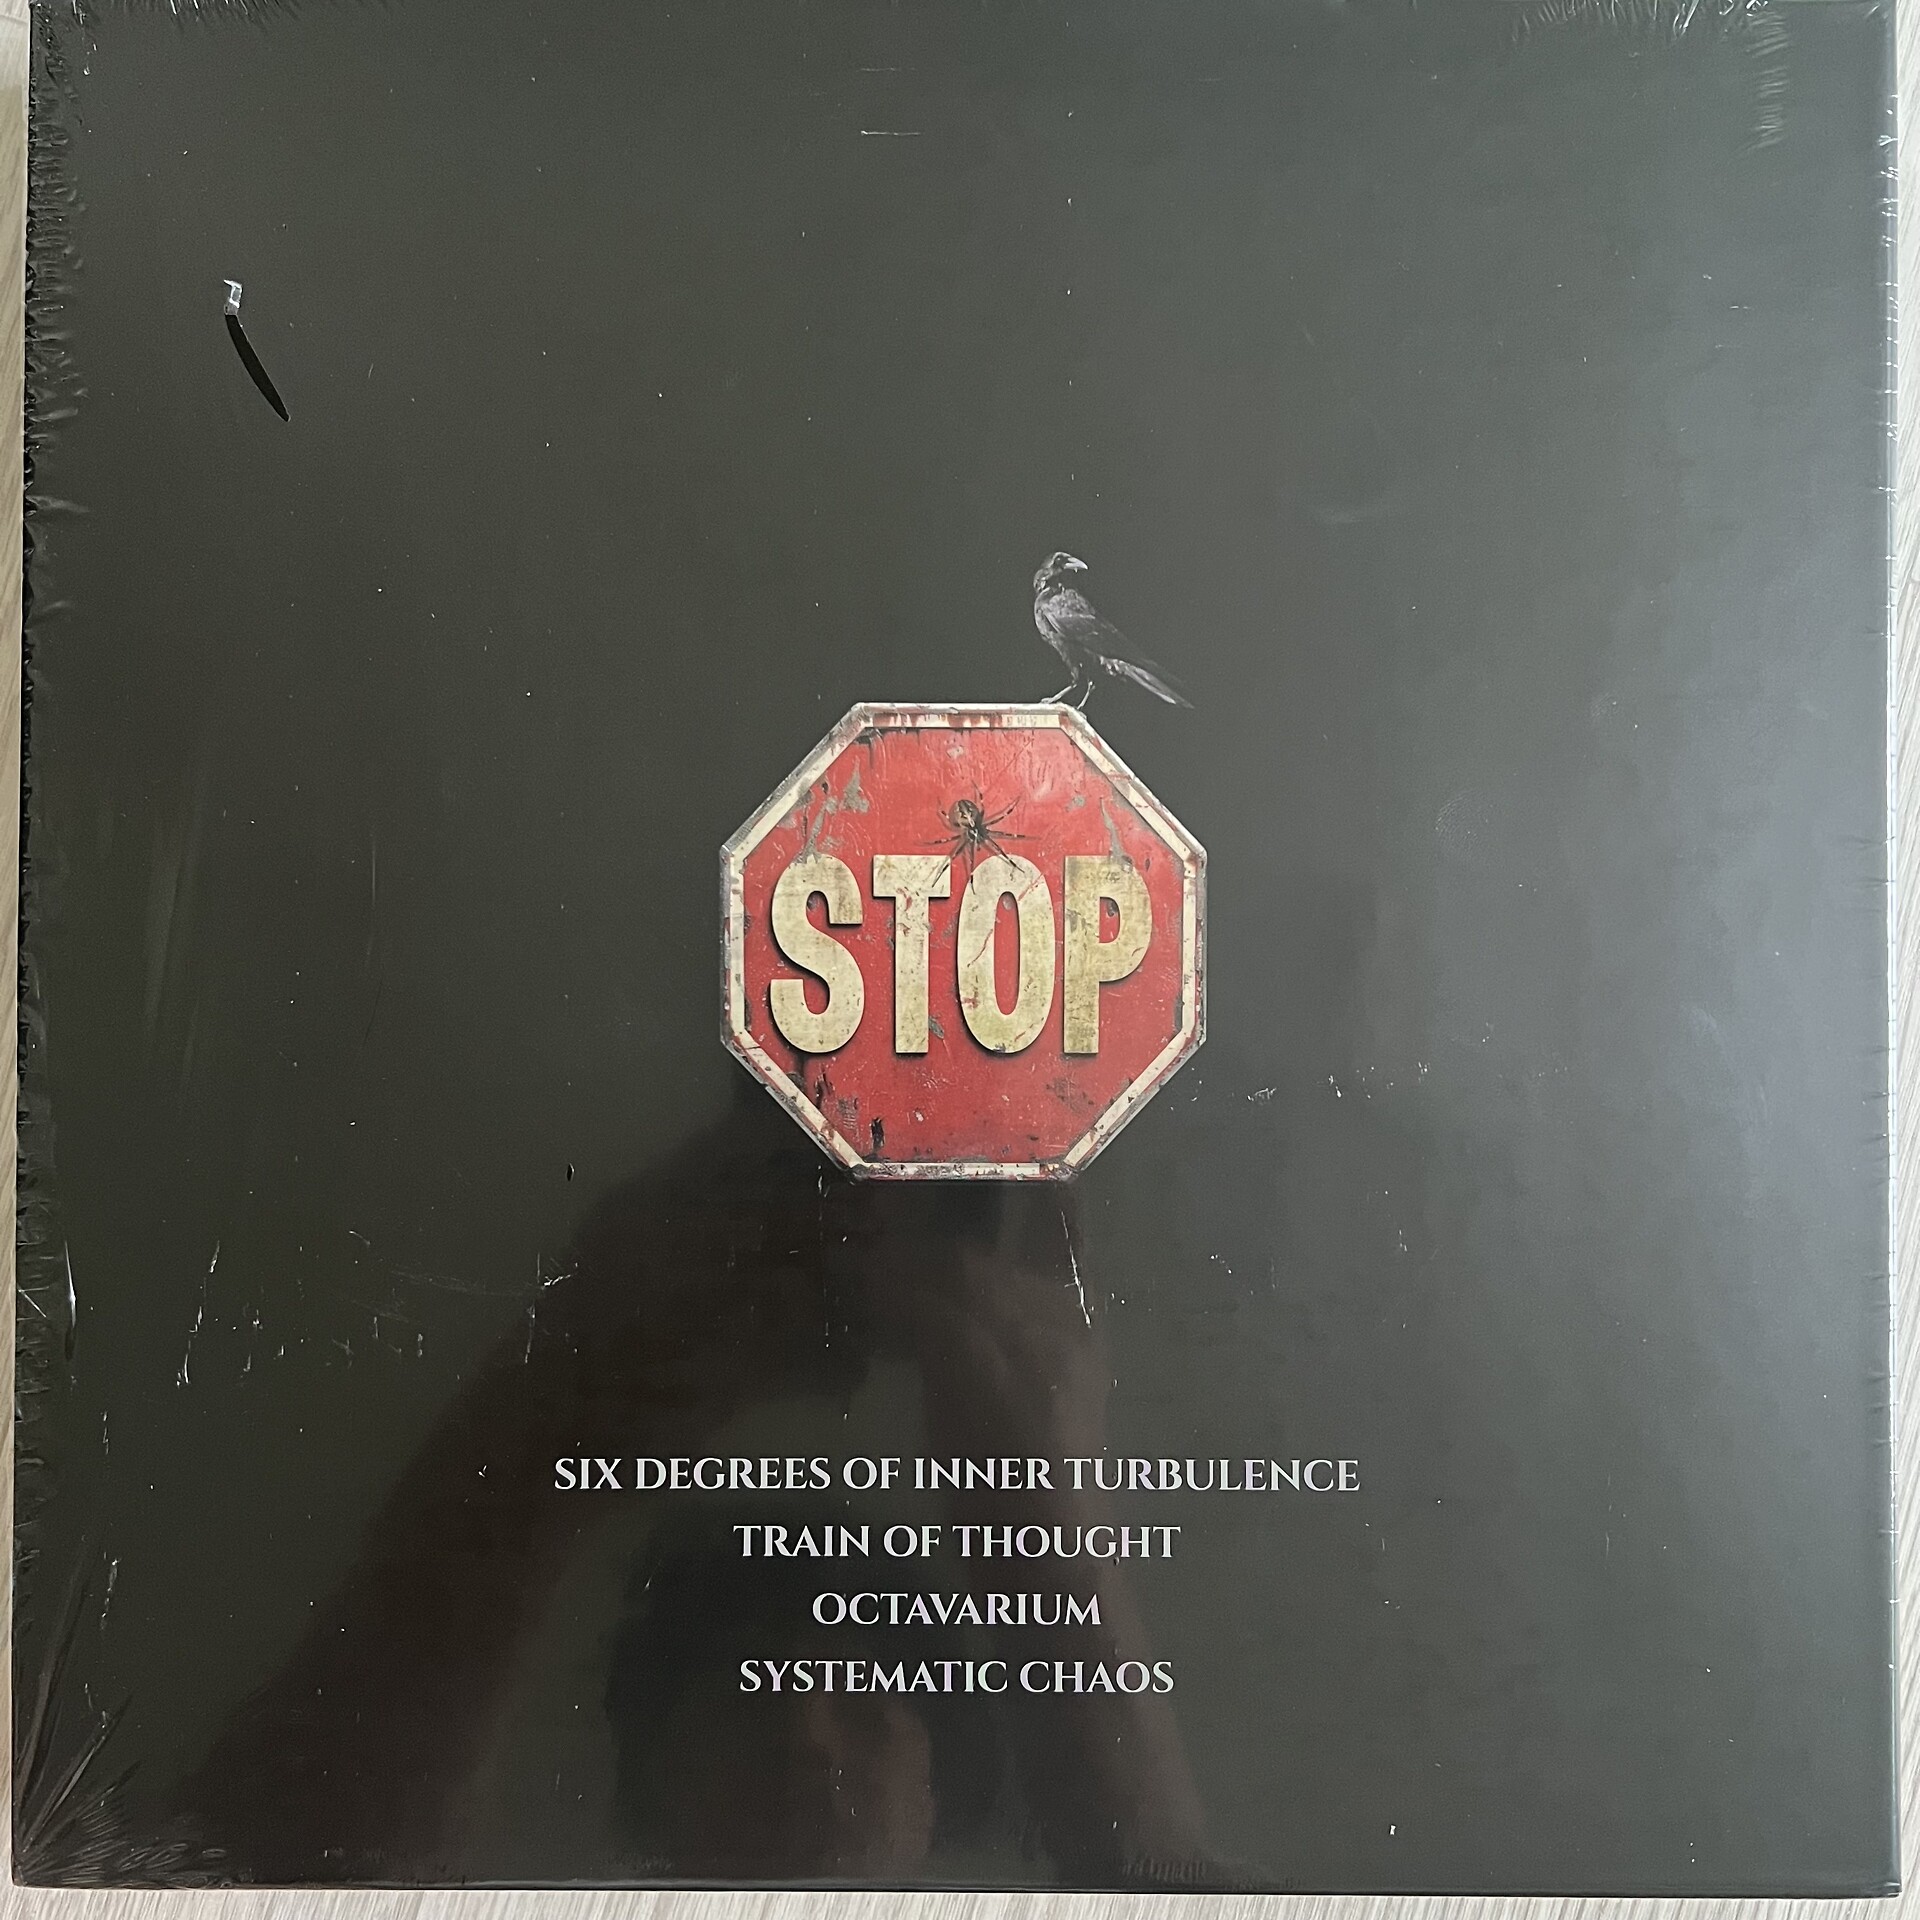 STOP
SIX DEGREES OF INNER TURBULENCE
TRAIN OF THOUGHT
OCTAVARIUM
SYSTEMATIC CHAOS